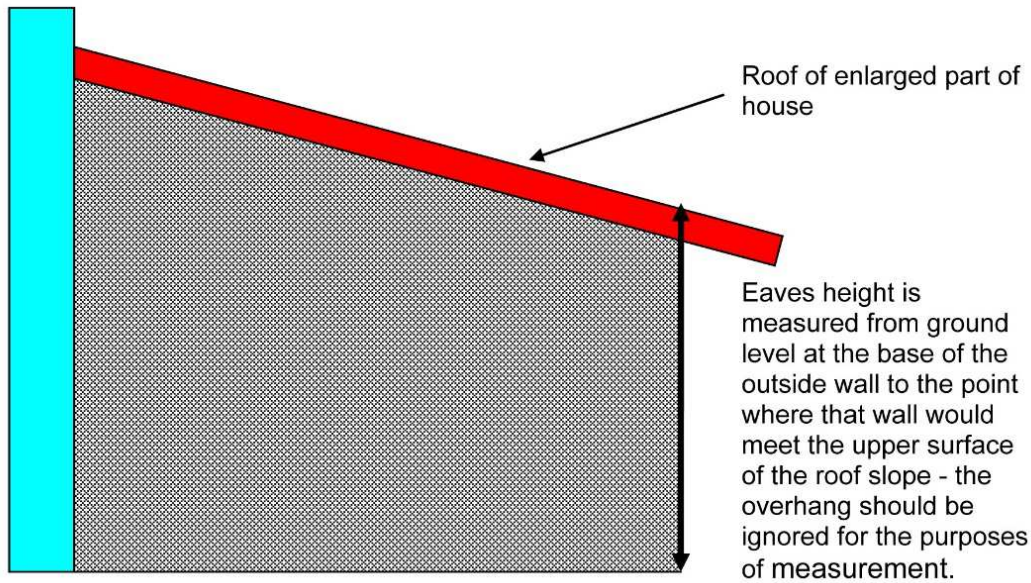 Roof of enlarged part of
house
Eaves height is
measured from ground
level at the base of the
outside wall to the point
where that wall would
meet the upper surface
of the roof slope - the
overhang should be
ignored for the purposes
of measurement.